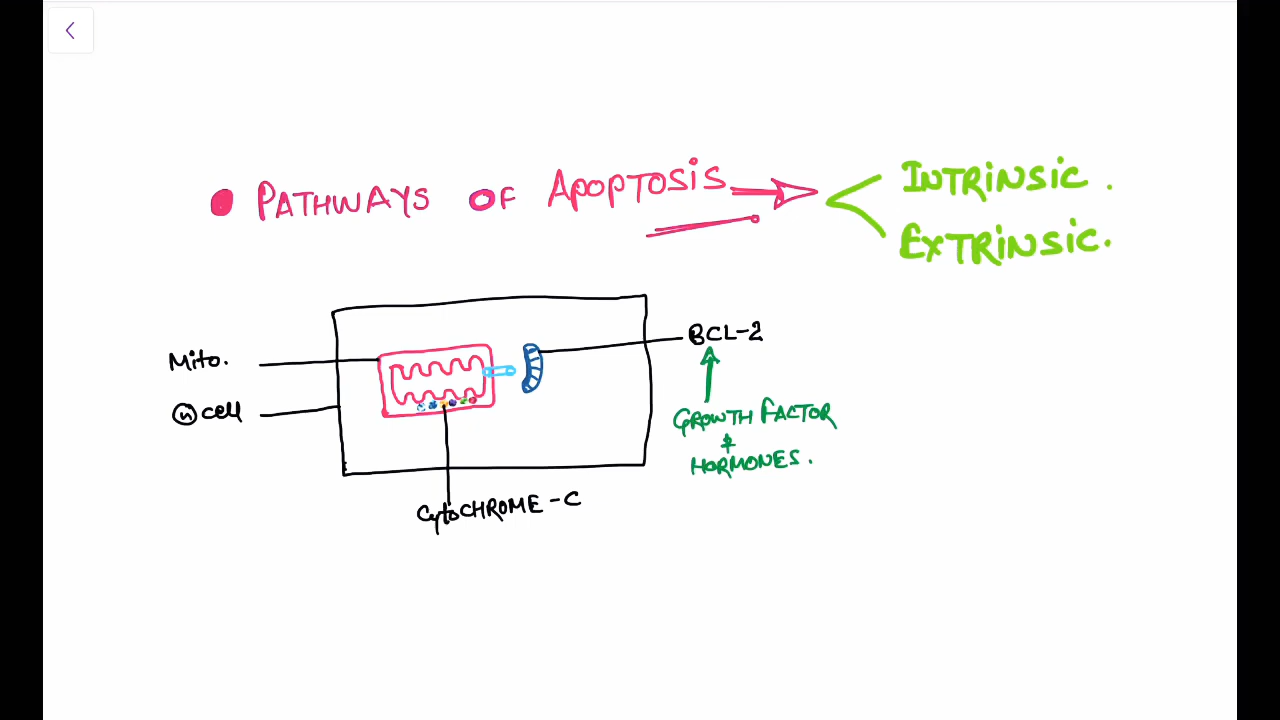 PATHWAYS OF APOPTOSIS
INTRINSIC.
EXTRINSIC.
Mito.
n cell
BCL-2
GROWTH FACTOR
&
HORMONES.
CytoCHROME-C